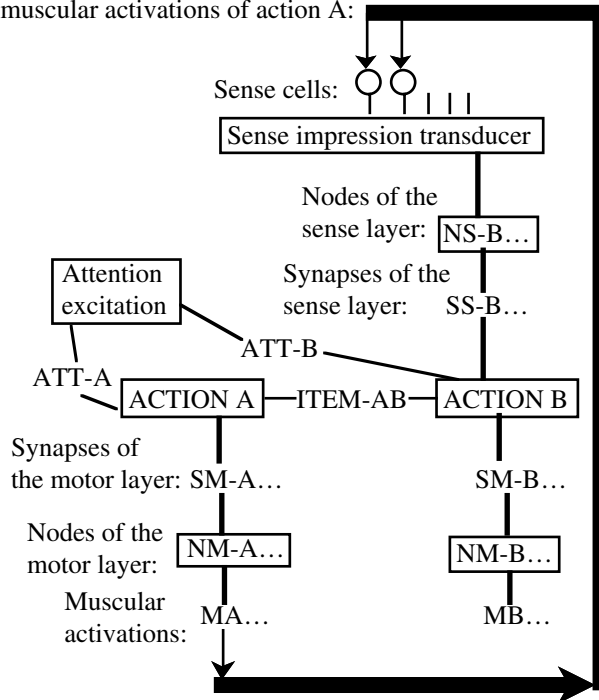 muscular activations of action A:
Sense cells:
Sense impression transducer
Nodes of the
sense layer:
NS-B…
Attention
excitation
Synapses of the
sense layer:
SS-B…
ATT-B
ATT-A
ACTION A
ITEM-AB
ACTION B
Synapses of
the motor layer:
SM-A…
SM-B…
Nodes of the
motor layer:
NM-A…
NM-B…
Muscular
activations:
MA…
MB…